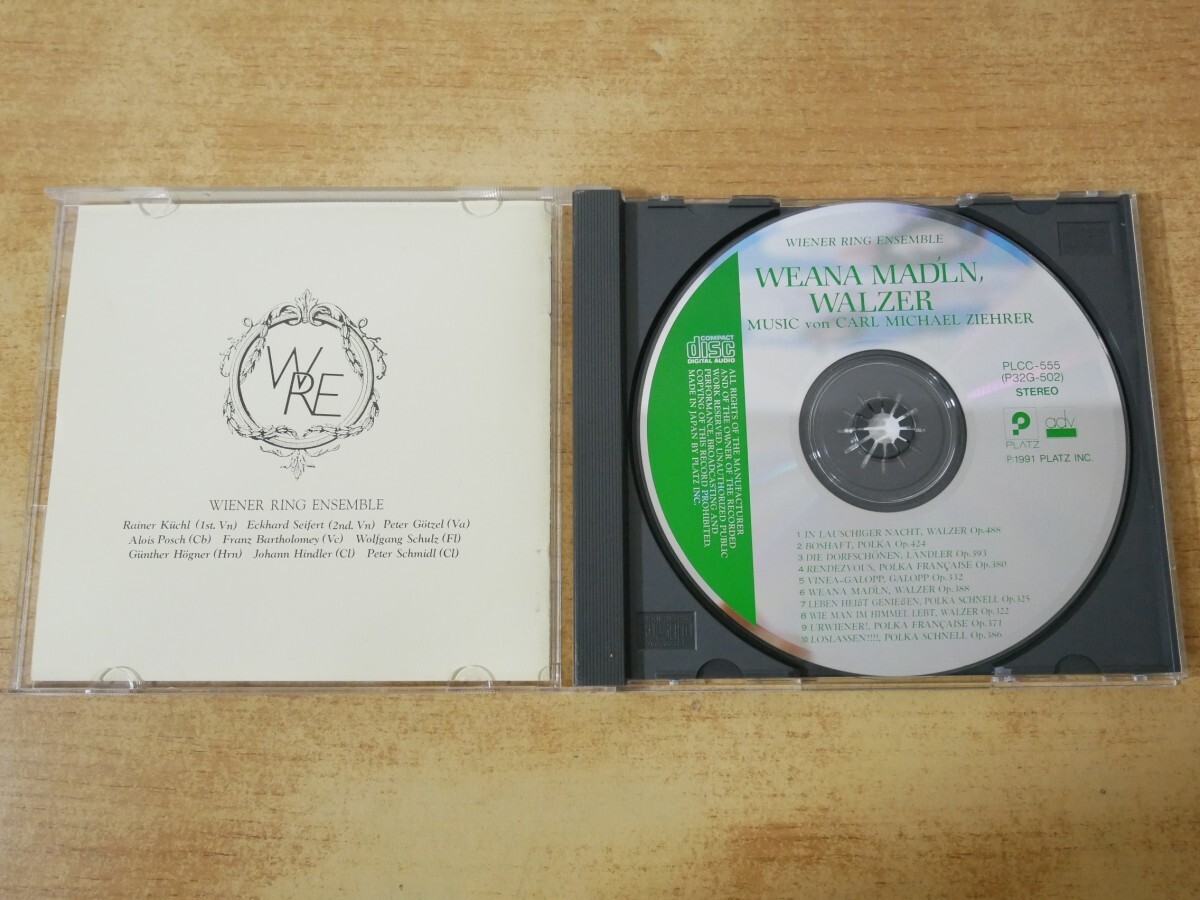 WRE
WIENER RING ENSEMBLE
Rainer Küchl (1st. Vn) Eckhard Seifert (2nd. Vn) Peter Götzel (Va)
Alois Posch (Cb) Franz Bartholomey (Vc) Wolfgang Schulz (Fl)
Günther Högner (Hrn) Johann Hindler (Cl) Peter Schmidl (Cl)
WIENER RING ENSEMBLE
WEANA MAD'LN,
WALZER
MUSIC von CARL MICHAEL ZIEHRER
COMPACT
disc
DIGITAL AUDIO
ALL RIGHTS OF THE MANUFACTURER
AND OF THE OWNER OF THE RECORDED
WORK RESERVED. UNAUTHORIZED PUBLIC
PERFORMANCE, BROADCASTING AND
COPYING OF THIS RECORD PROHIBITED.
MADE IN JAPAN BY PLATZ INC.
PLCC-555
(P32G-502)
STEREO
PLATZ
adv
P:1991 PLATZ INC.
1 IN LAUSCHIGER NACHT, WALZER Op.488
2 BOSHAFT, POLKA Op.424
3 DIE DORFSCHÖNEN, LÄNDLER Op.393
4 RENDEZVOUS, POLKA FRANÇAISE Op.380
5 VINEA-GALOPP, GALOPP Op.332
6 WEANA MAD'LN, WALZER Op.388
7 LEBEN HEIßT GENIEßEN, POLKA SCHNELL Op.325
8 WIE MAN IM HIMMEL LEBT, WALZER Op.322
9 URWIENER!, POLKA FRANÇAISE Op.371
10 LOSLASSEN!!!!, POLKA SCHNELL Op.386